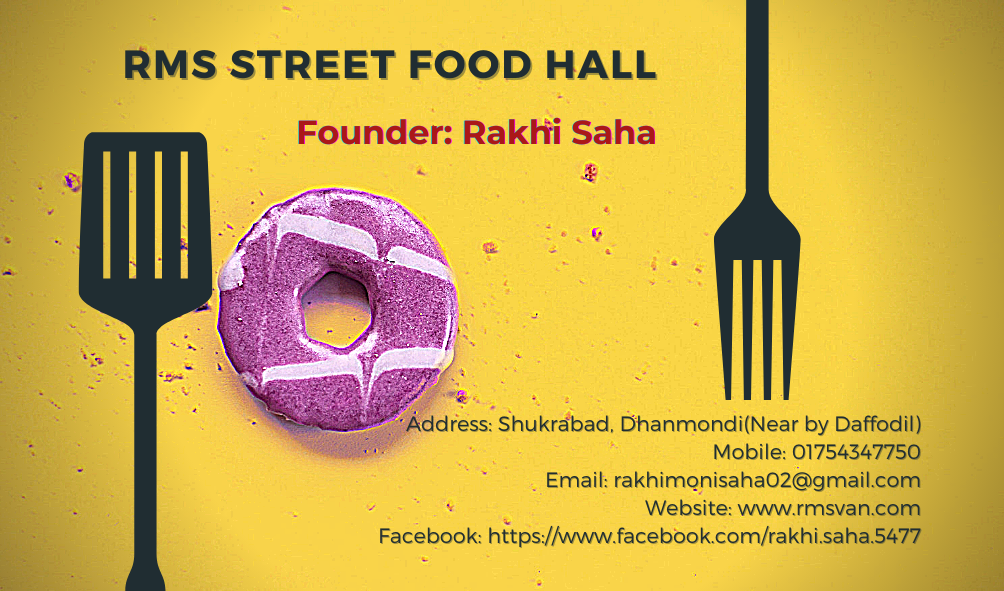 RMS STREET FOOD HALL
Founder: Rakhi Saha
Address: Shukrabad, Dhanmondi(Near by Daffodil)
Mobile: 01754347750
Email: rakhimonisaha02@gmail.com
Website: www.rmsvan.com
Facebook: https://www.facebook.com/rakhi.saha.5477